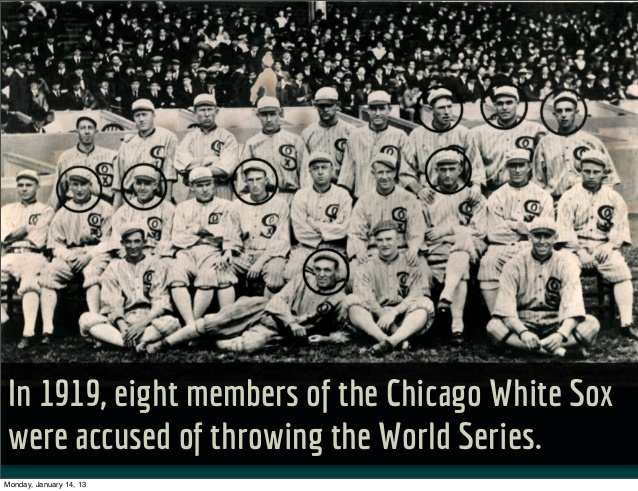 In 1919, eight members of the Chicago White Sox
were accused of throwing the World Series.
Monday, January 14, 13